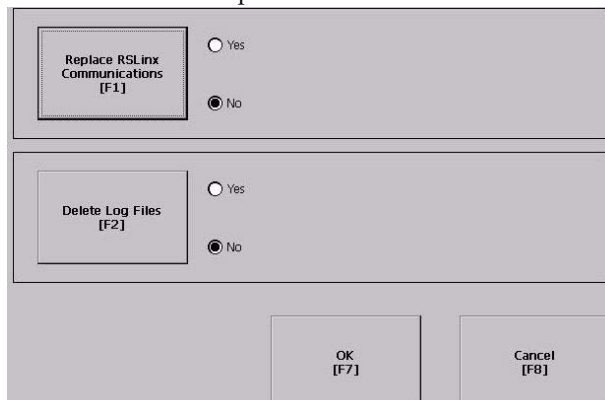 Replace RSLinx
Communications
[F1]
Yes
No
Delete Log Files
[F2]
Yes
No
OK
[F7]
Cancel
[F8]